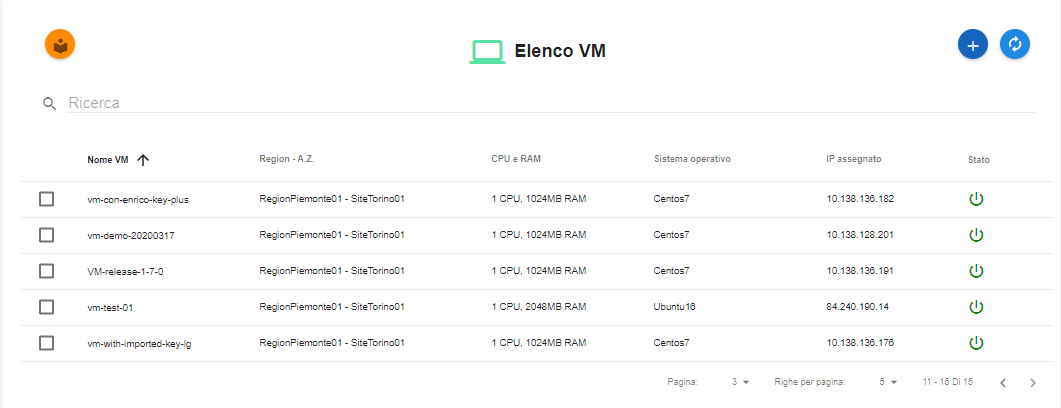 Elenco VM
Ricerca
Nome VM Region - A.Z. CPU e RAM Sistema operativo IP assegnato Stato
vm-con-enrico-key-plus RegionPiemonte01 - SiteTorino01 1 CPU, 1024MB RAM Centos7 10.138.136.182
vm-demo-20200317 RegionPiemonte01 - SiteTorino01 1 CPU, 1024MB RAM Centos7 10.138.128.201
VM-release-1-7-0 RegionPiemonte01 - SiteTorino01 1 CPU, 1024MB RAM Centos7 10.138.136.191
vm-test-01 RegionPiemonte01 - SiteTorino01 1 CPU, 2048MB RAM Ubuntu16 84.240.190.14
vm-with-imported-key-lg RegionPiemonte01 - SiteTorino01 1 CPU, 1024MB RAM Centos7 10.138.136.176
Pagina: 3 Righe per pagina: 5 11 - 15 Di 15